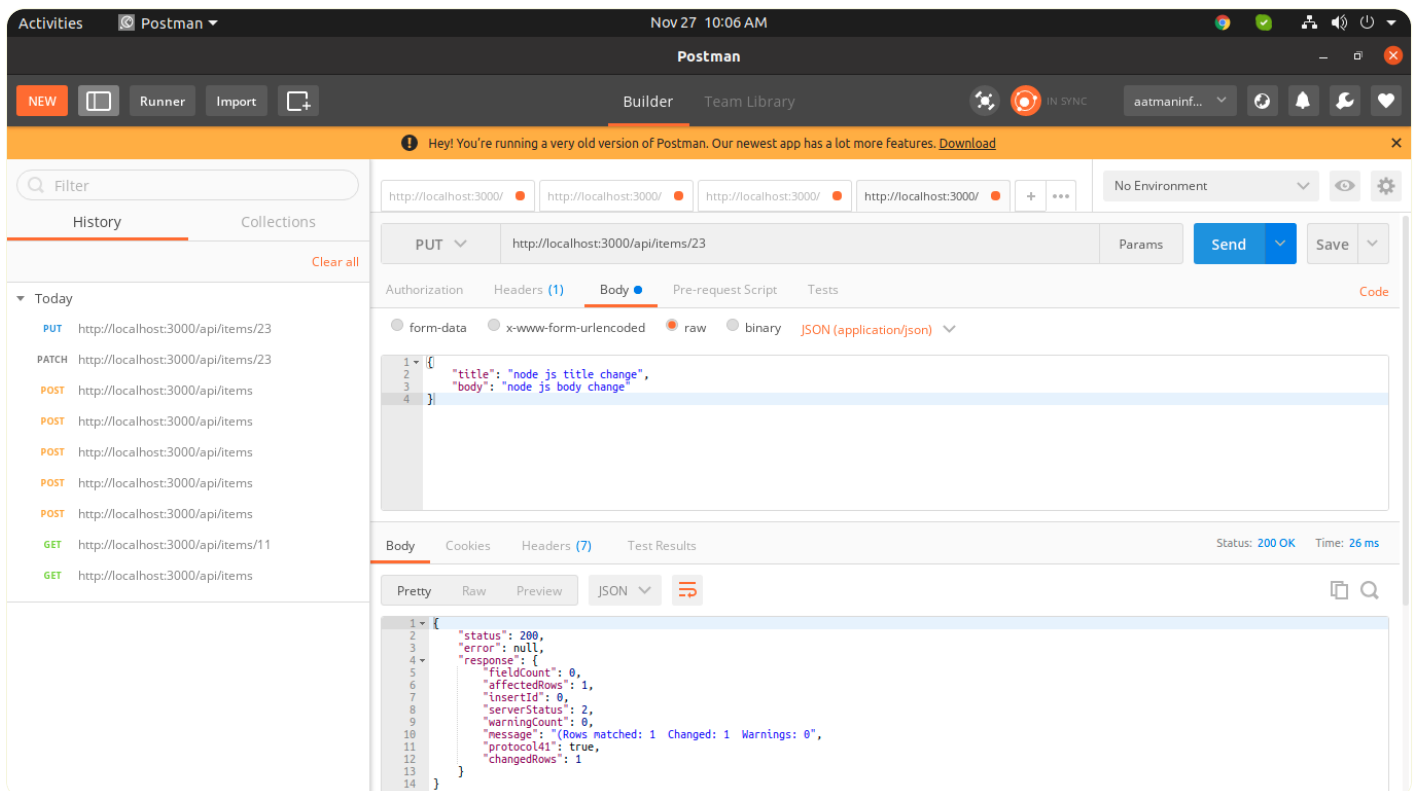 Activities Postman Nov 27 10:06 AM
Postman
NEW Runner Import Builder Team Library IN SYNC aatmaninf...
Hey! You're running a very old version of Postman. Our newest app has a lot more features. Download
Filter
History Collections
Clear all
Today
PUT http://localhost:3000/api/items/23
PATCH http://localhost:3000/api/items/23
POST http://localhost:3000/api/items
POST http://localhost:3000/api/items
POST http://localhost:3000/api/items
POST http://localhost:3000/api/items
POST http://localhost:3000/api/items
GET http://localhost:3000/api/items/11
GET http://localhost:3000/api/items
http://localhost:3000/ http://localhost:3000/ http://localhost:3000/ http://localhost:3000/ + ••• No Environment
PUT http://localhost:3000/api/items/23 Params Send Save
Authorization Headers (1) Body Pre-request Script Tests Code
form-data x-www-form-urlencoded raw binary JSON (application/json)
1 {
2 "title": "node js title change",
3 "body": "node js body change"
4 }
Body Cookies Headers (7) Test Results Status: 200 OK Time: 26 ms
Pretty Raw Preview JSON
1 {
2 "status": 200,
3 "error": null,
4 "response": {
5 "fieldCount": 0,
6 "affectedRows": 1,
7 "insertId": 0,
8 "serverStatus": 2,
9 "warningCount": 0,
10 "message": "(Rows matched: 1  Changed: 1  Warnings: 0",
11 "protocol41": true,
12 "changedRows": 1
13 }
14 }